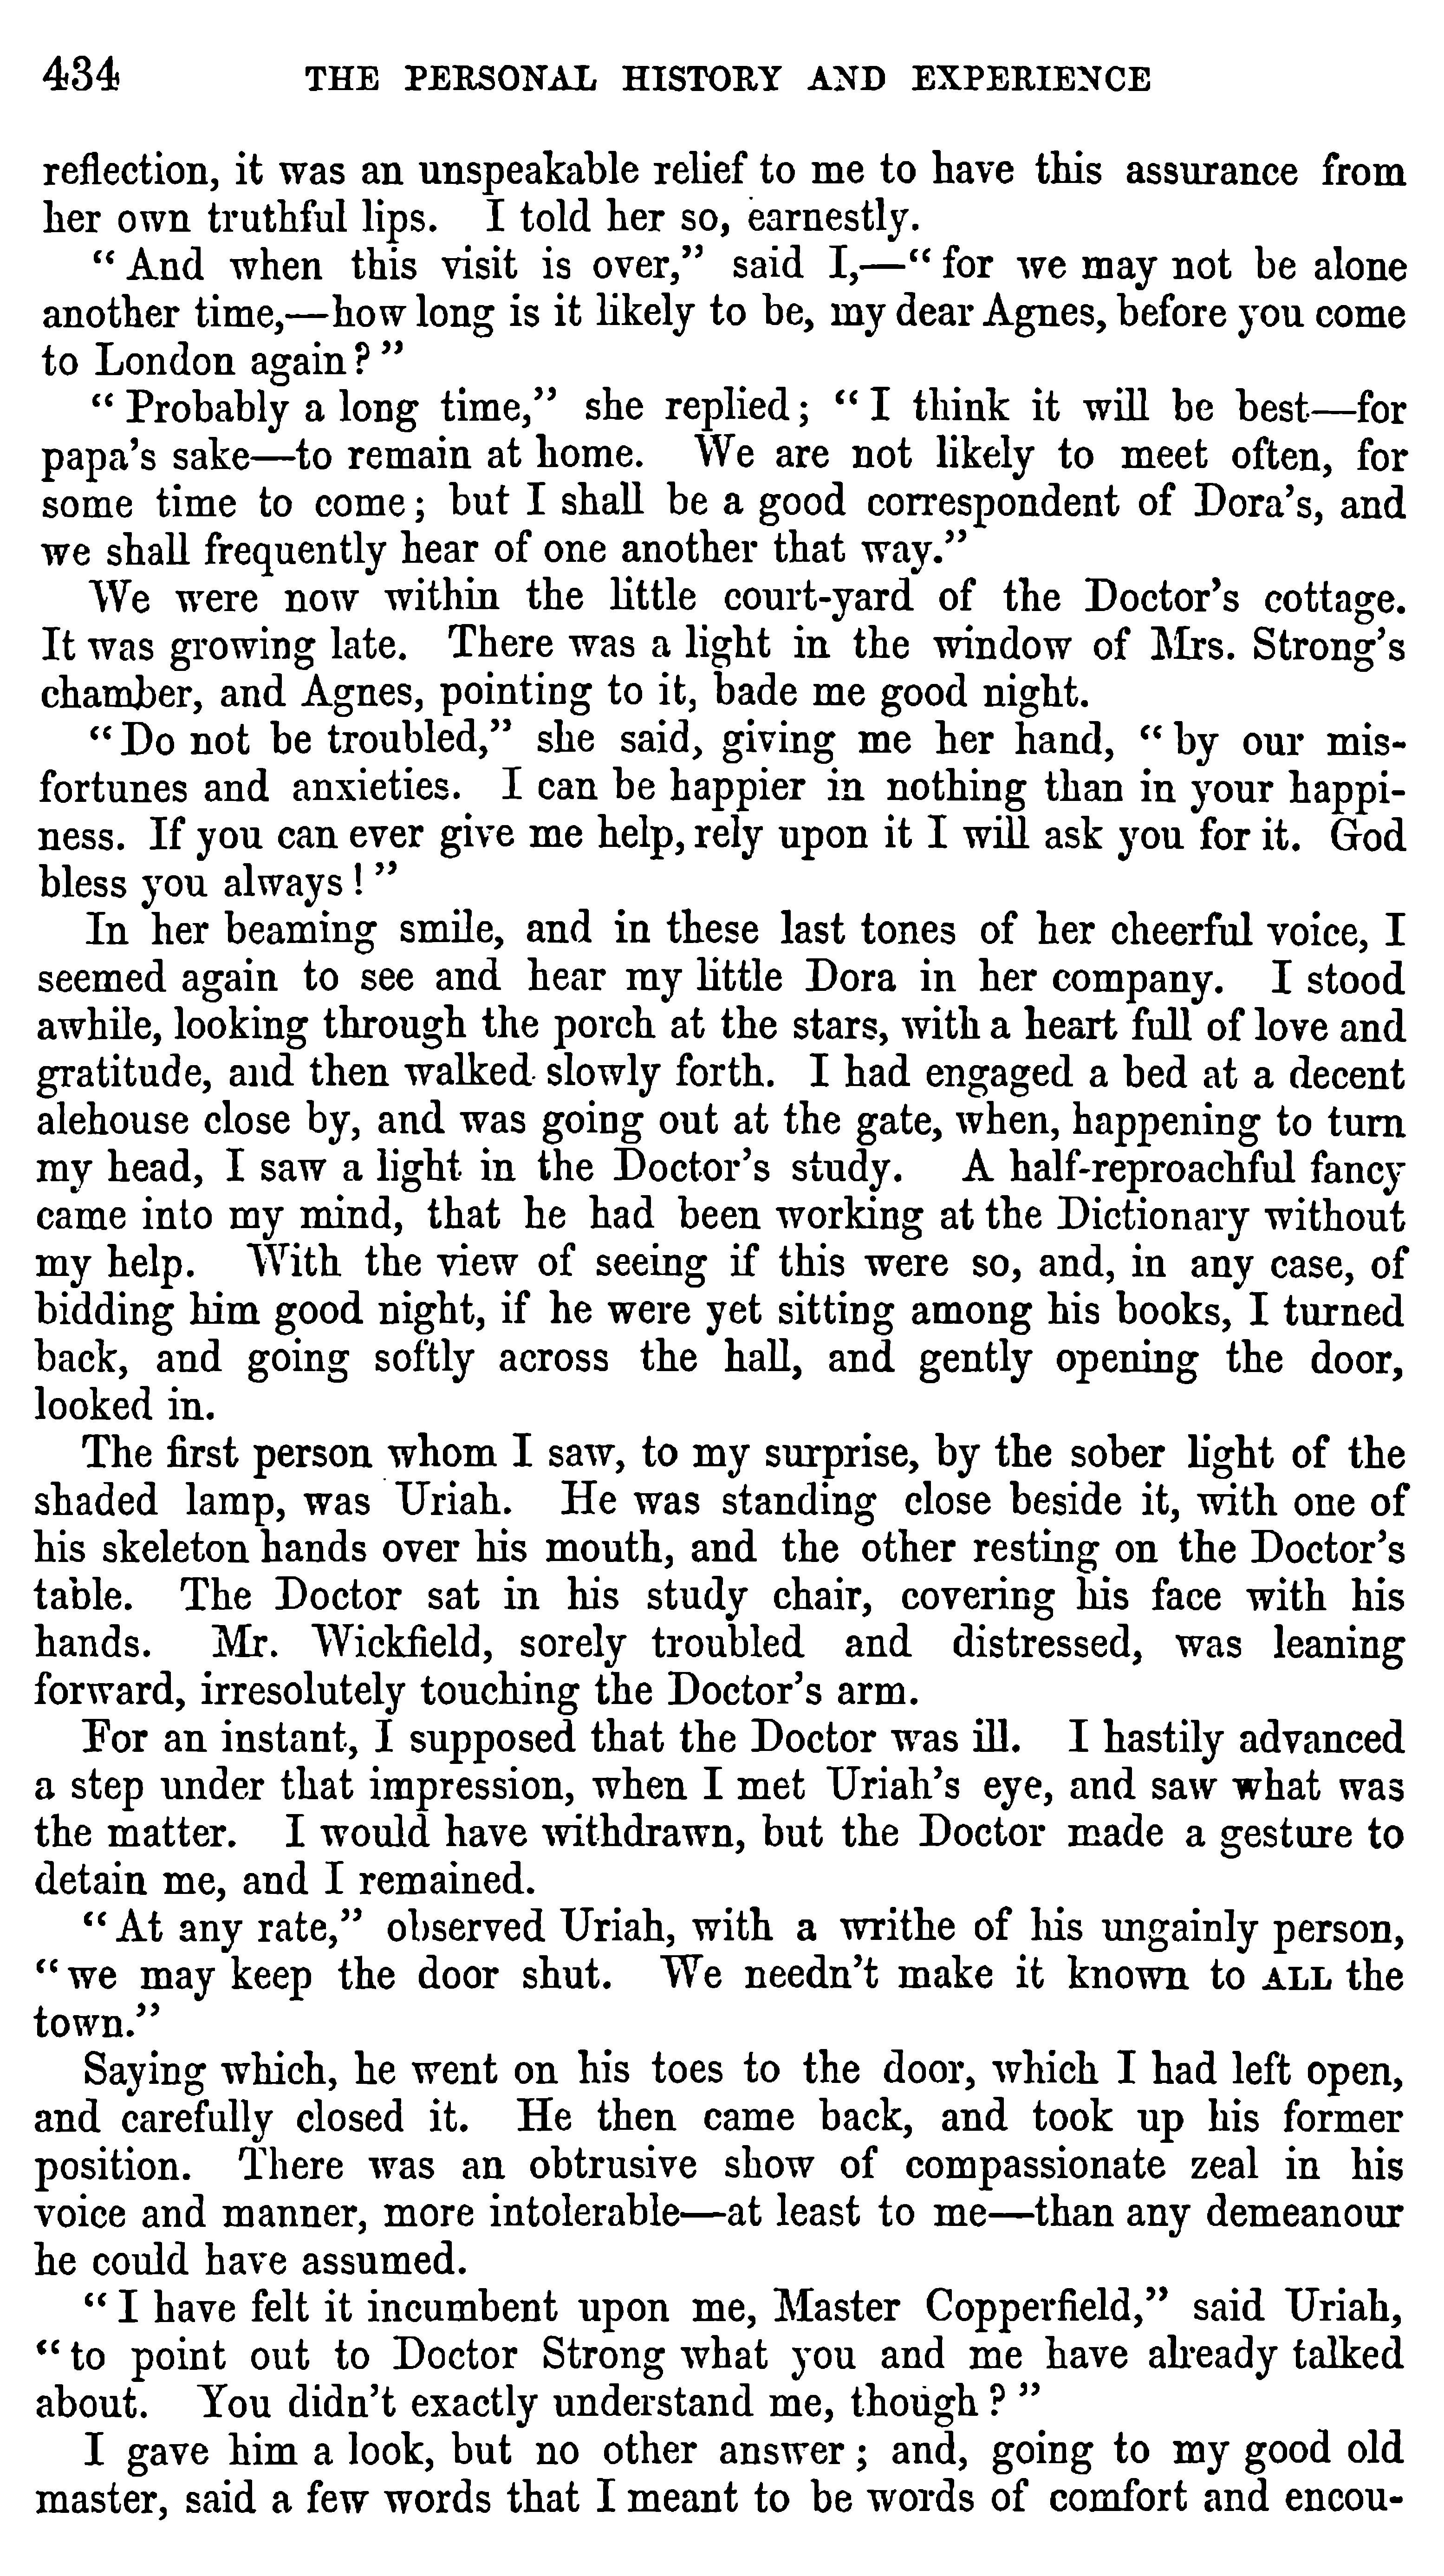 434 THE PERSONAL HISTORY AND EXPERIENCE
reflection, it was an unspeakable relief to me to have this assurance from
her own truthful lips. I told her so, earnestly.
“And when this visit is over,” said I,—“for we may not be alone
another time,—how long is it likely to be, my dear Agnes, before you come
to London again?”
“Probably a long time,” she replied; “I think it will be best—for
papa’s sake—to remain at home. We are not likely to meet often, for
some time to come; but I shall be a good correspondent of Dora’s, and
we shall frequently hear of one another that way.”
We were now within the little court-yard of the Doctor’s cottage.
It was growing late. There was a light in the window of Mrs. Strong’s
chamber, and Agnes, pointing to it, bade me good night.
“Do not be troubled,” she said, giving me her hand, “by our mis-
fortunes and anxieties. I can be happier in nothing than in your happi-
ness. If you can ever give me help, rely upon it I will ask you for it. God
bless you always!”
In her beaming smile, and in these last tones of her cheerful voice, I
seemed again to see and hear my little Dora in her company. I stood
awhile, looking through the porch at the stars, with a heart full of love and
gratitude, and then walked slowly forth. I had engaged a bed at a decent
alehouse close by, and was going out at the gate, when, happening to turn
my head, I saw a light in the Doctor’s study. A half-reproachful fancy
came into my mind, that he had been working at the Dictionary without
my help. With the view of seeing if this were so, and, in any case, of
bidding him good night, if he were yet sitting among his books, I turned
back, and going softly across the hall, and gently opening the door,
looked in.
The first person whom I saw, to my surprise, by the sober light of the
shaded lamp, was Uriah. He was standing close beside it, with one of
his skeleton hands over his mouth, and the other resting on the Doctor’s
table. The Doctor sat in his study chair, covering his face with his
hands. Mr. Wickfield, sorely troubled and distressed, was leaning
forward, irresolutely touching the Doctor’s arm.
For an instant, I supposed that the Doctor was ill. I hastily advanced
a step under that impression, when I met Uriah’s eye, and saw what was
the matter. I would have withdrawn, but the Doctor made a gesture to
detain me, and I remained.
“At any rate,” observed Uriah, with a writhe of his ungainly person,
“we may keep the door shut. We needn’t make it known to ALL the
town.”
Saying which, he went on his toes to the door, which I had left open,
and carefully closed it. He then came back, and took up his former
position. There was an obtrusive show of compassionate zeal in his
voice and manner, more intolerable—at least to me—than any demeanour
he could have assumed.
“I have felt it incumbent upon me, Master Copperfield,” said Uriah,
“to point out to Doctor Strong what you and me have already talked
about. You didn’t exactly understand me, though?”
I gave him a look, but no other answer; and, going to my good old
master, said a few words that I meant to be words of comfort and encou-